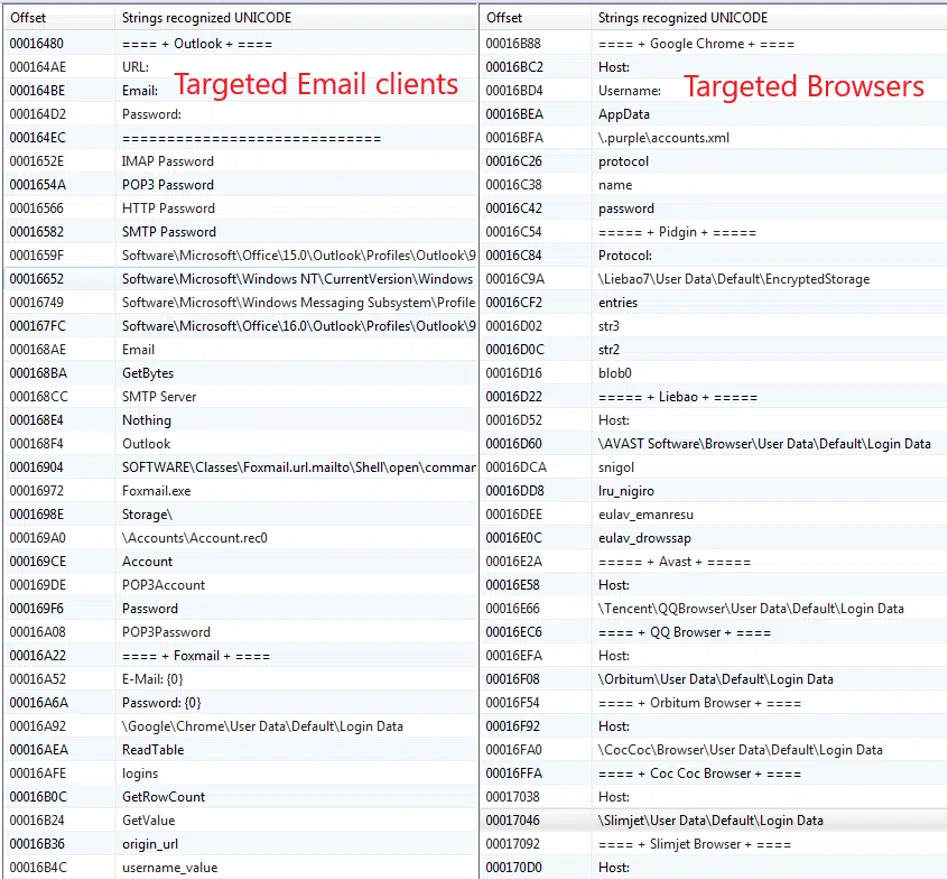 Offset Strings recognized UNICODE
00016480 ==== + Outlook + ====
000164AE URL:
000164BE Email:
000164D2 Password:
000164EC =============================
0001652E IMAP Password
0001654A POP3 Password
00016566 HTTP Password
00016582 SMTP Password
0001659F Software\Microsoft\Office\15.0\Outlook\Profiles\Outlook\9
00016652 Software\Microsoft\Windows NT\CurrentVersion\Windows
00016749 Software\Microsoft\Windows Messaging Subsystem\Profile
000167FC Software\Microsoft\Office\16.0\Outlook\Profiles\Outlook\9
000168AE Email
000168BA GetBytes
000168CC SMTP Server
000168E4 Nothing
000168F4 Outlook
00016904 SOFTWARE\Classes\Foxmail.url.mailto\Shell\open\comman
00016972 Foxmail.exe
0001698E Storage\
000169A0 \Accounts\Account.rec0
000169CE Account
000169DE POP3Account
000169F6 Password
00016A08 POP3Password
00016A22 ==== + Foxmail + ====
00016A52 E-Mail: {0}
00016A6A Password: {0}
00016A92 \Google\Chrome\User Data\Default\Login Data
00016AEA ReadTable
00016AFE logins
00016B0C GetRowCount
00016B24 GetValue
00016B36 origin_url
00016B4C username_value
Targeted Email clients
Offset Strings recognized UNICODE
00016B88 ==== + Google Chrome + ====
00016BC2 Host:
00016BD4 Username:
00016BEA AppData
00016BFA \.purple\accounts.xml
00016C26 protocol
00016C38 name
00016C42 password
00016C54 ===== + Pidgin + =====
00016C84 Protocol:
00016C9A \Liebao7\User Data\Default\EncryptedStorage
00016CF2 entries
00016D02 str3
00016D0C str2
00016D16 blob0
00016D22 ===== + Liebao + =====
00016D52 Host:
00016D60 \AVAST Software\Browser\User Data\Default\Login Data
00016DCA snigol
00016DD8 lru_nigiro
00016DEE eulav_emanresu
00016E0C eulav_drowssap
00016E2A ===== + Avast + =====
00016E58 Host:
00016E66 \Tencent\QQBrowser\User Data\Default\Login Data
00016EC6 ==== + QQ Browser + ====
00016EFA Host:
00016F08 \Orbitum\User Data\Default\Login Data
00016F54 ==== + Orbitum Browser + ====
00016F92 Host:
00016FA0 \CocCoc\Browser\User Data\Default\Login Data
00016FFA ==== + Coc Coc Browser + ====
00017038 Host:
00017046 \Slimjet\User Data\Default\Login Data
00017092 ==== + Slimjet Browser + ====
000170D0 Host:
Targeted Browsers